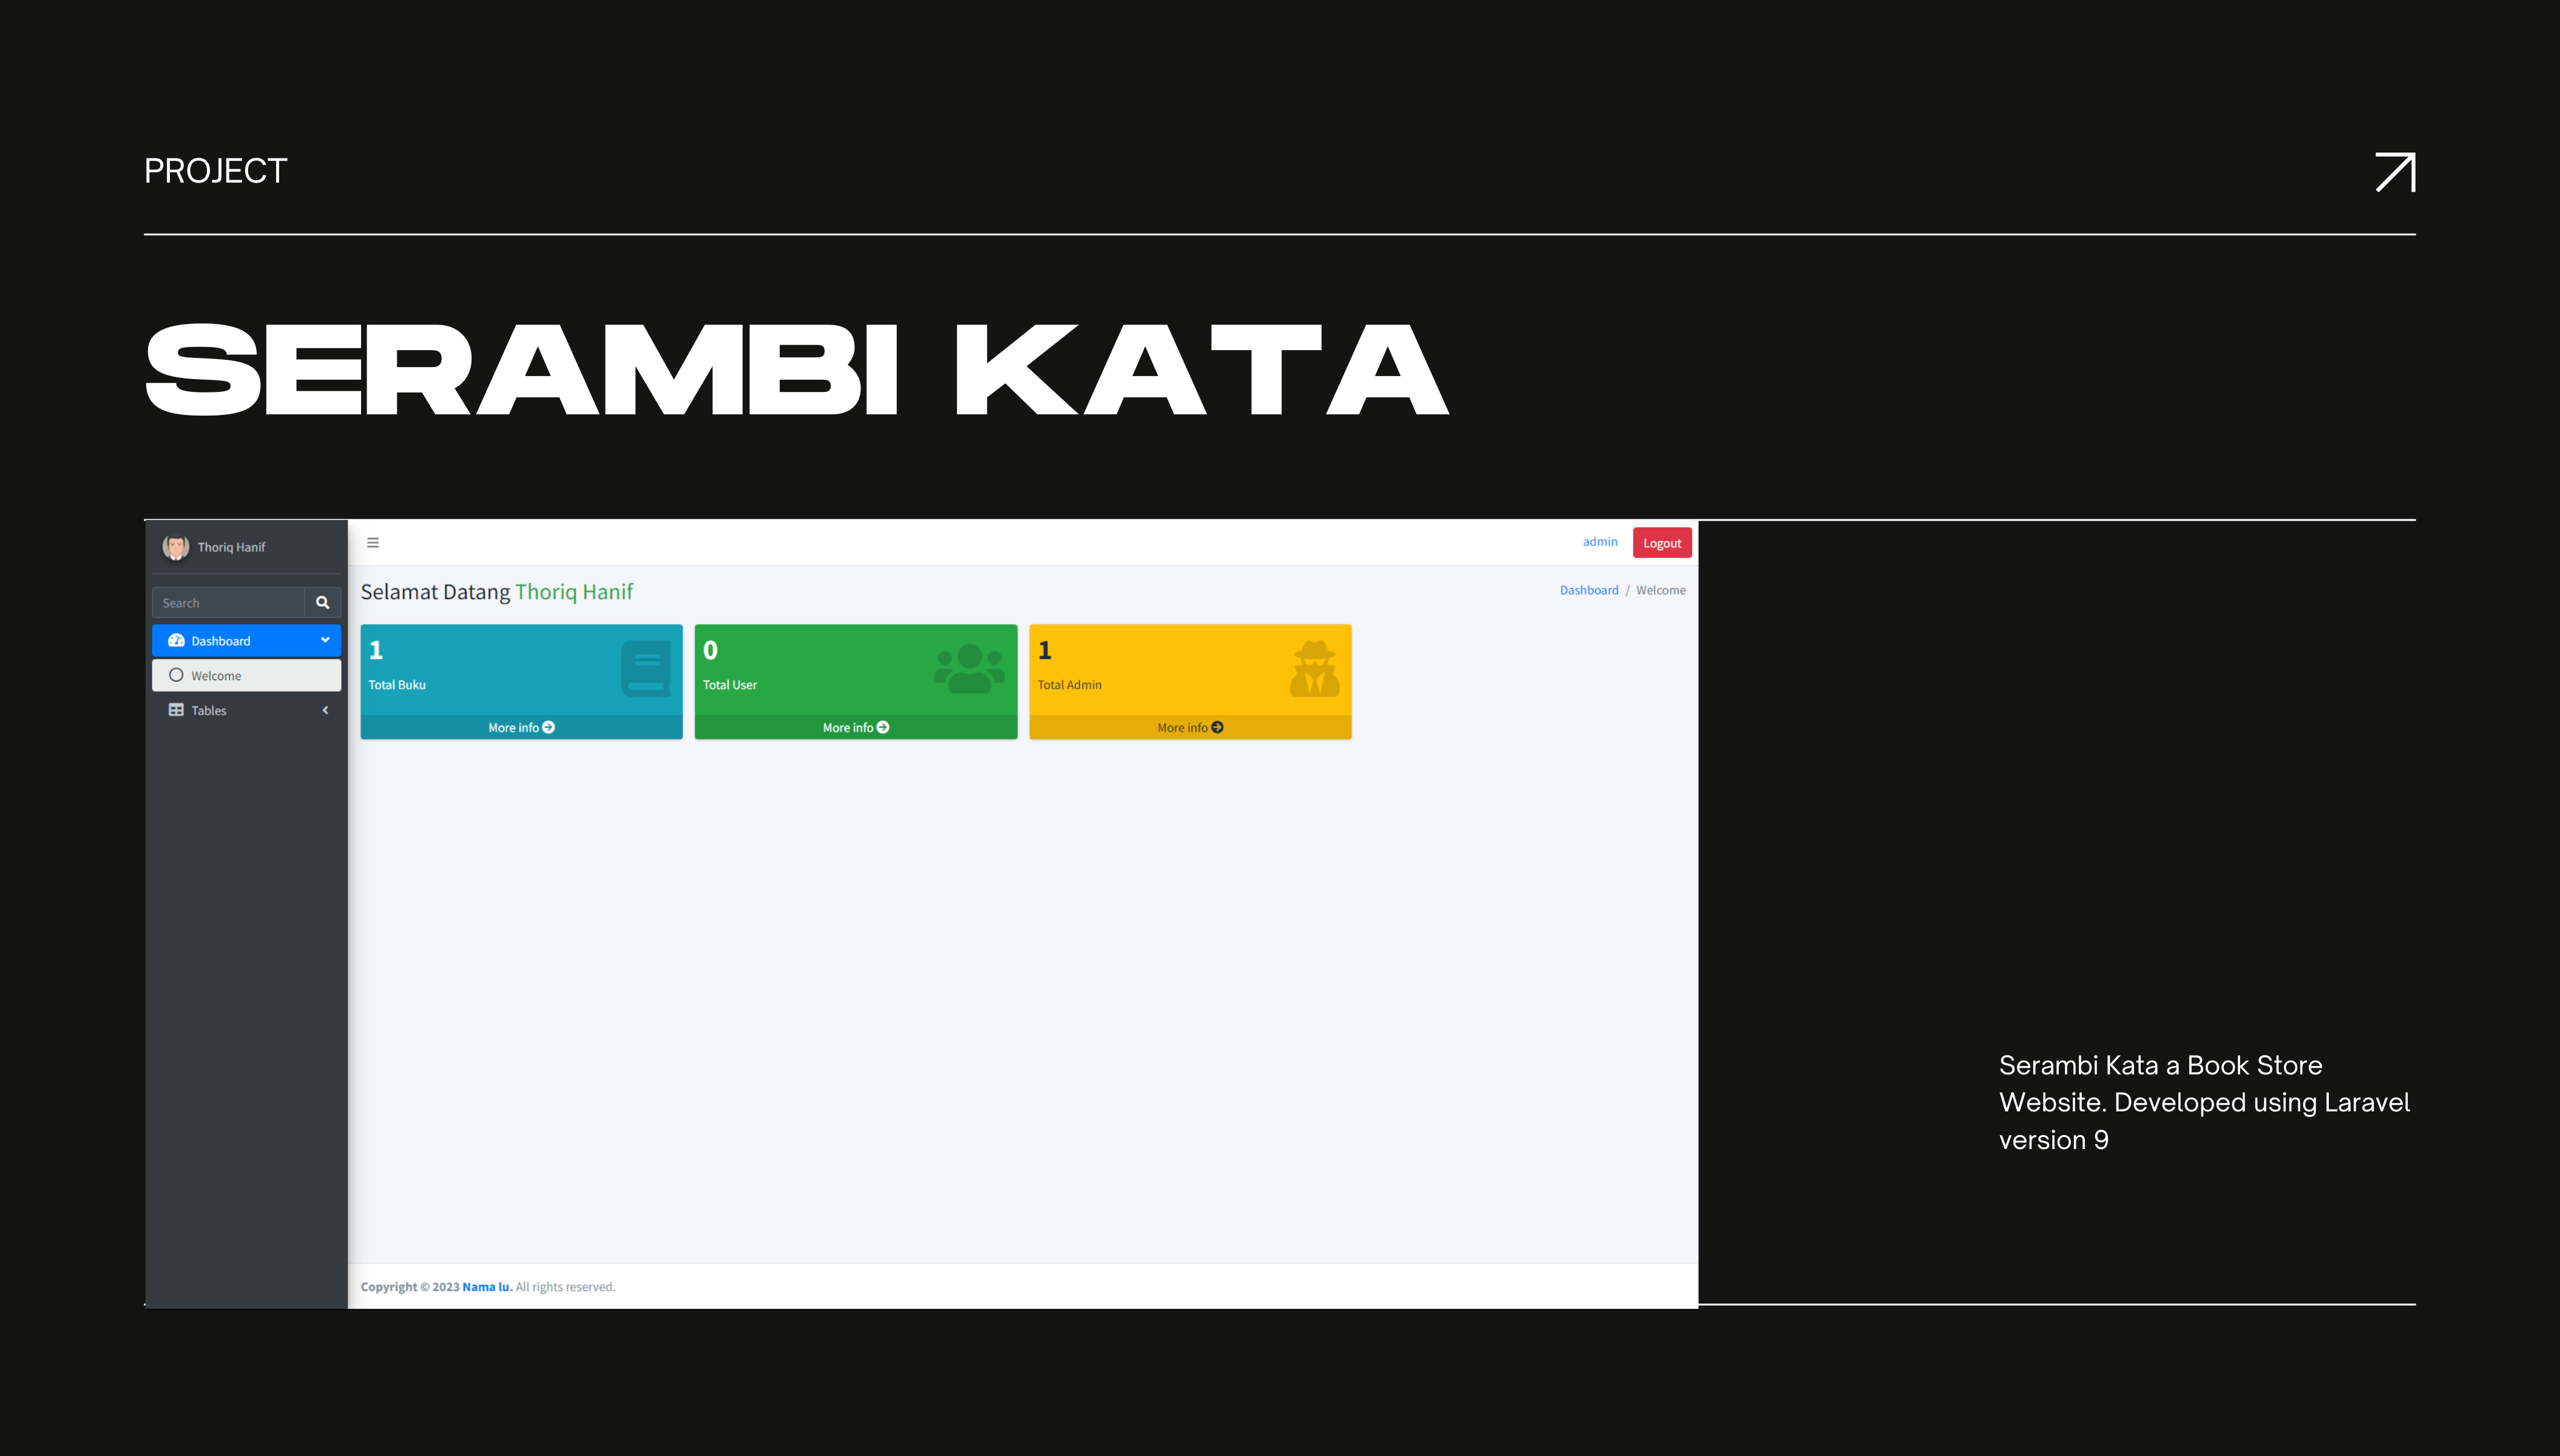 PROJECT
SERAMBI KATA
Thoriq Hanif
admin
Logout
Search
Selamat Datang Thoriq Hanif
Dashboard / Welcome
Dashboard
Welcome
Tables
1
Total Buku
More info
0
Total User
More info
1
Total Admin
More info
Serambi Kata a Book Store
Website. Developed using Laravel
version 9
Copyright © 2023 Nama lu. All rights reserved.